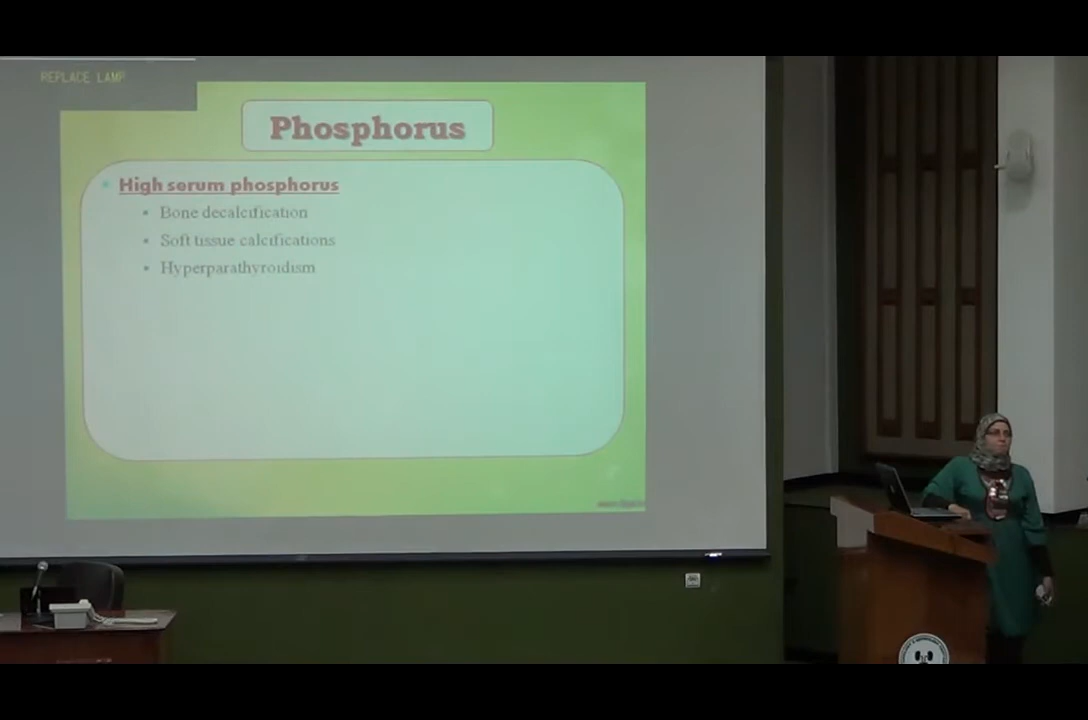 REPLACE LAMP
Phosphorus
High serum phosphorus
Bone decalcification
Soft tissue calcifications
Hyperparathyroidism